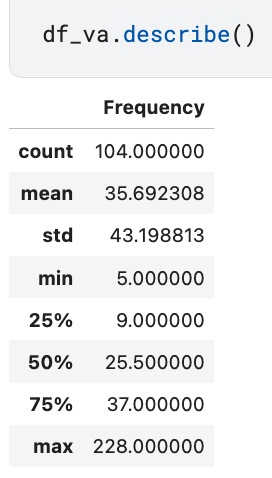 df_va.describe()
Frequency
count 104.000000
mean 35.692308
std 43.198813
min 5.000000
25% 9.000000
50% 25.500000
75% 37.000000
max 228.000000